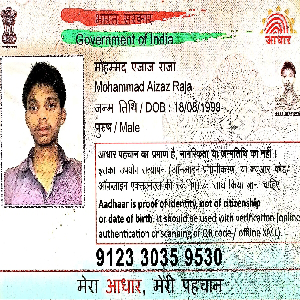 भारत सरकार
Government of India
मोहम्मद एजाज राजा
Mohammad Aizaz Raja
जन्म तिथि / DOB : 18/08/1999
पुरुष / Male
आधार
आधार पहचान का प्रमाण है, नागरिकता या जन्मतिथि का नहीं।
Aadhaar is proof of identity, not of citizenship
or date of birth. It should be used with verification (online
authentication or scanning of QR code / offline XML).
9123 3035 9530
मेरा आधार, मेरी पहचान